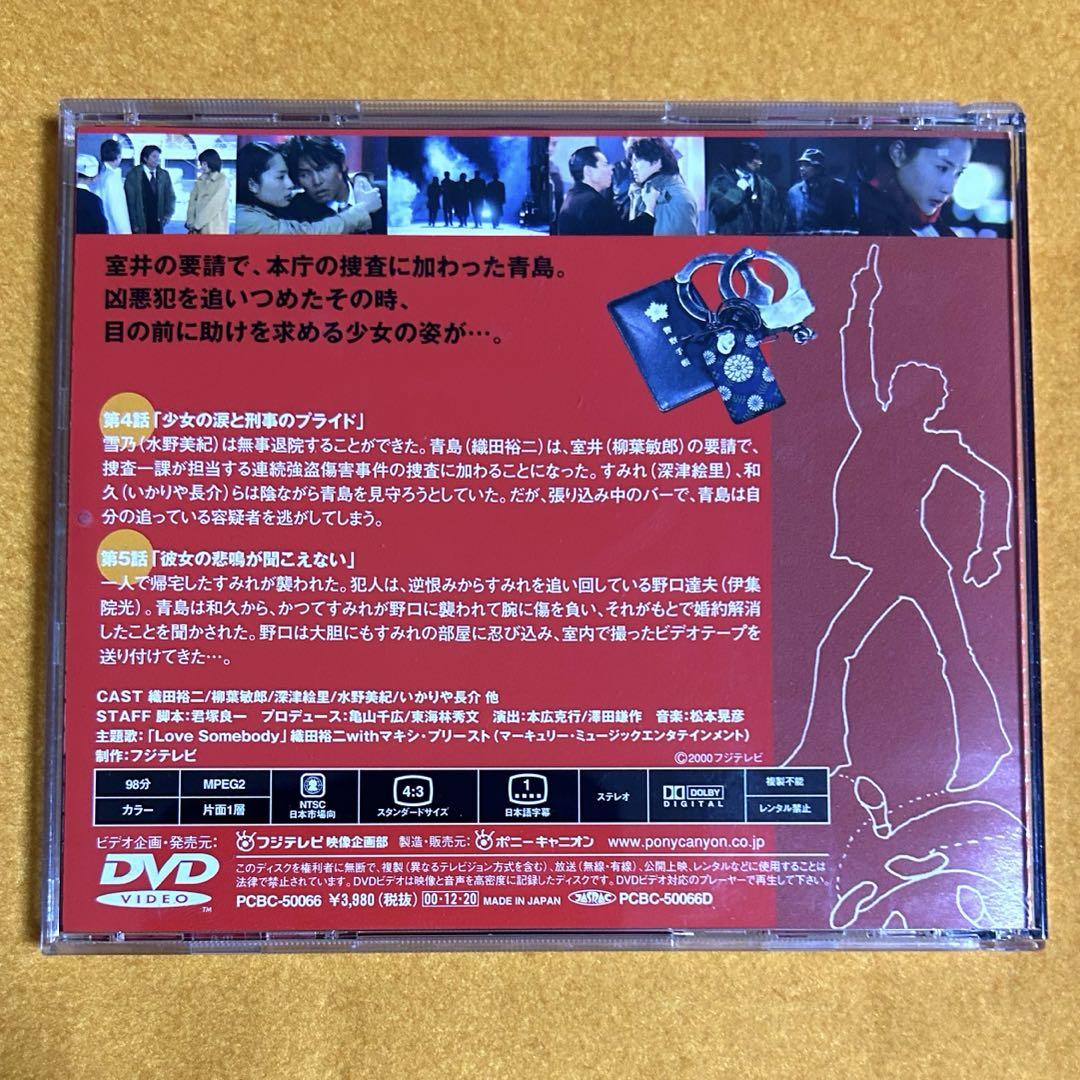 室井の要請で、本庁の捜査に加わった青島。
凶悪犯を追いつめたその時、
目の前に助けを求める少女の姿が…。
第4話「少女の涙と刑事のプライド」
雪乃(水野美紀)は無事退院することができた。青島(織田裕二)は、室井(柳葉敏郎)の要請で、
捜査一課が担当する連続強盗傷害事件の捜査に加わることになった。すみれ(深津絵里)、和
久(いかりや長介)らは陰ながら青島を見守ろうとしていた。だが、張り込み中のバーで、青島は自
分の追っている容疑者を逃がしてしまう。
第5話「彼女の悲鳴が聞こえない」
一人で帰宅したすみれが襲われた。犯人は、逆恨みからすみれを追い回している野口達夫(伊集
院光)。青島は和久から、かつてすみれが野口に襲われて腕に傷を負い、それがもとで婚約解消
したことを聞かされた。野口は大胆にもすみれの部屋に忍び込み、室内で撮ったビデオテープを
送り付けてきた…。
CAST 織田裕二/柳葉敏郎/深津絵里/水野美紀/いかりや長介 他
STAFF 脚本:君塚良一 プロデュース:亀山千広/東海林秀文 演出:本広克行/澤田鎌作 音楽:松本晃彦
主題歌:「Love Somebody」織田裕二withマキシ・プリースト(マーキュリー・ミュージックエンタテインメント)
制作:フジテレビ
©2000フジテレビ
98分 MPEG2
カラー 片面1層
NTSC
日本市場向
4:3
スタンダードサイズ
1
日本語字幕
ステレオ
DOLBY
DIGITAL
複製不能
レンタル禁止
ビデオ企画・発売元: フジテレビ映像企画部 製造・販売元: ポニーキャニオン www.ponycanyon.co.jp
DVD
VIDEO
TM
このディスクを権利者に無断で、複製(異なるテレビジョン方式を含む)、放送(無線・有線)、公開上映、レンタルなどに使用することは
法律で禁止されています。DVDビデオは映像と音声を高密度に記録したディスクです。DVDビデオ対応のプレーヤーで再生して下さい。
PCBC-50066 ¥3,980(税抜) 00・12・20 MADE IN JAPAN JASRAC PCBC-50066D